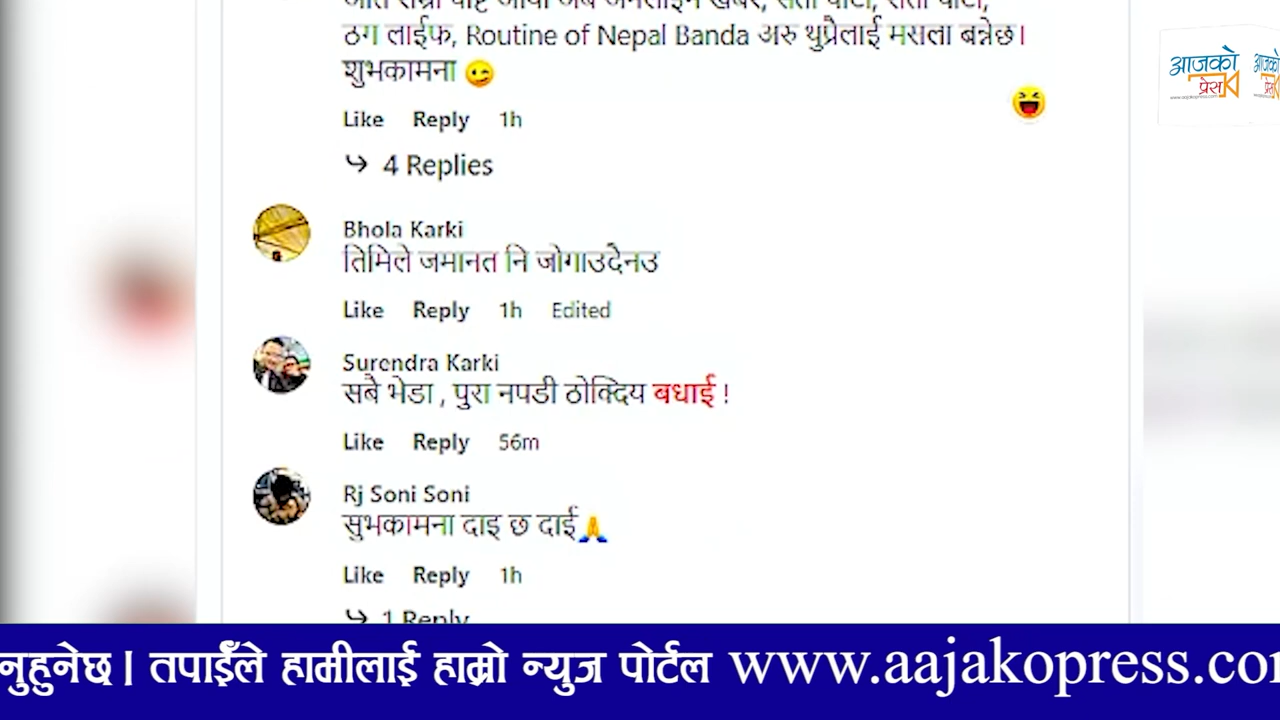 ठग लाईफ, Routine of Nepal Banda अरु थुप्रैलाई मसला बन्नेछ।
शुभकामना 😉
Like Reply 1h
4 Replies
Bhola Karki
तिमिले जमानत नि जोगाउदैनउ
Like Reply 1h Edited
Surendra Karki
सबै भेडा , पुरा नपडी ठोक्दिय बधाई !
Like Reply 56m
Rj Soni Soni
सुभकामना दाइ छ दाई🙏
Like Reply 1h
1 Reply
आजको
प्रेस
नुहुनेछ। तपाईँले हामीलाई हाम्रो न्युज पोर्टल www.aajakopress.co